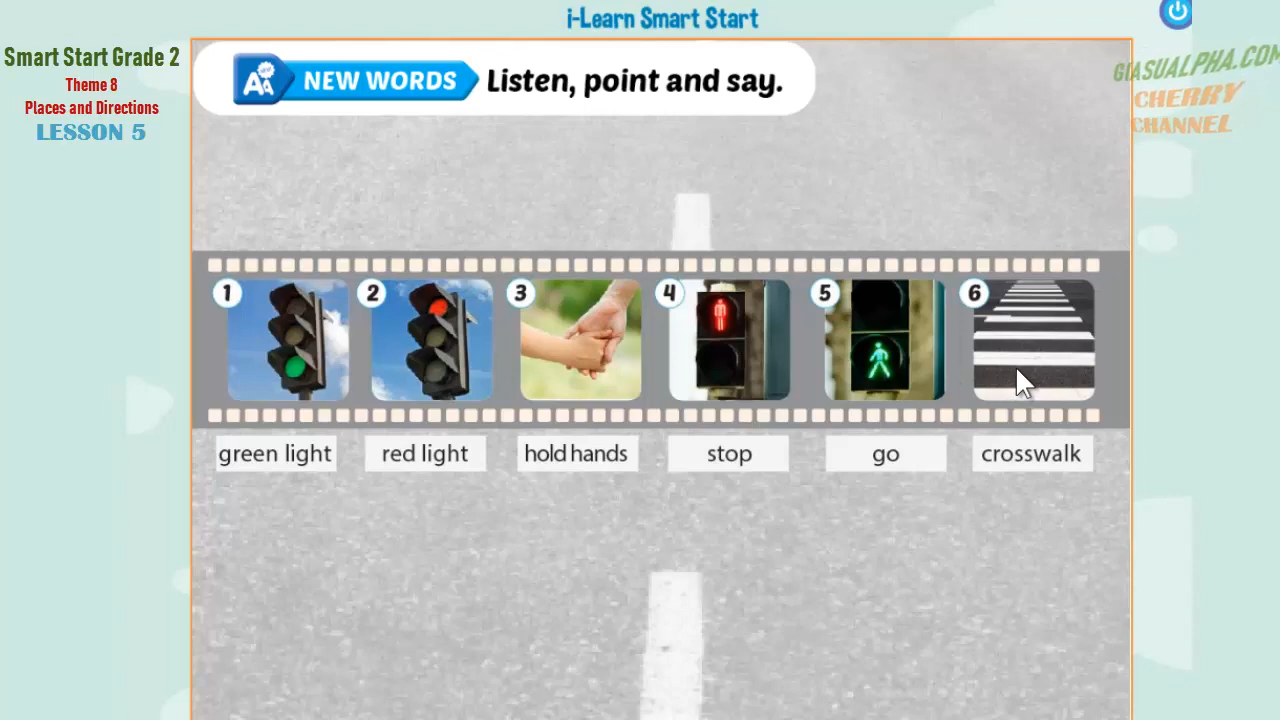 i-Learn Smart Start
Smart Start Grade 2
Theme 8
Places and Directions
LESSON 5
GIASUALPHA.COM
CHERRY
CHANNEL
NEW WORDS Listen, point and say.
1 2 3 4 5 6
green light red light hold hands stop go crosswalk